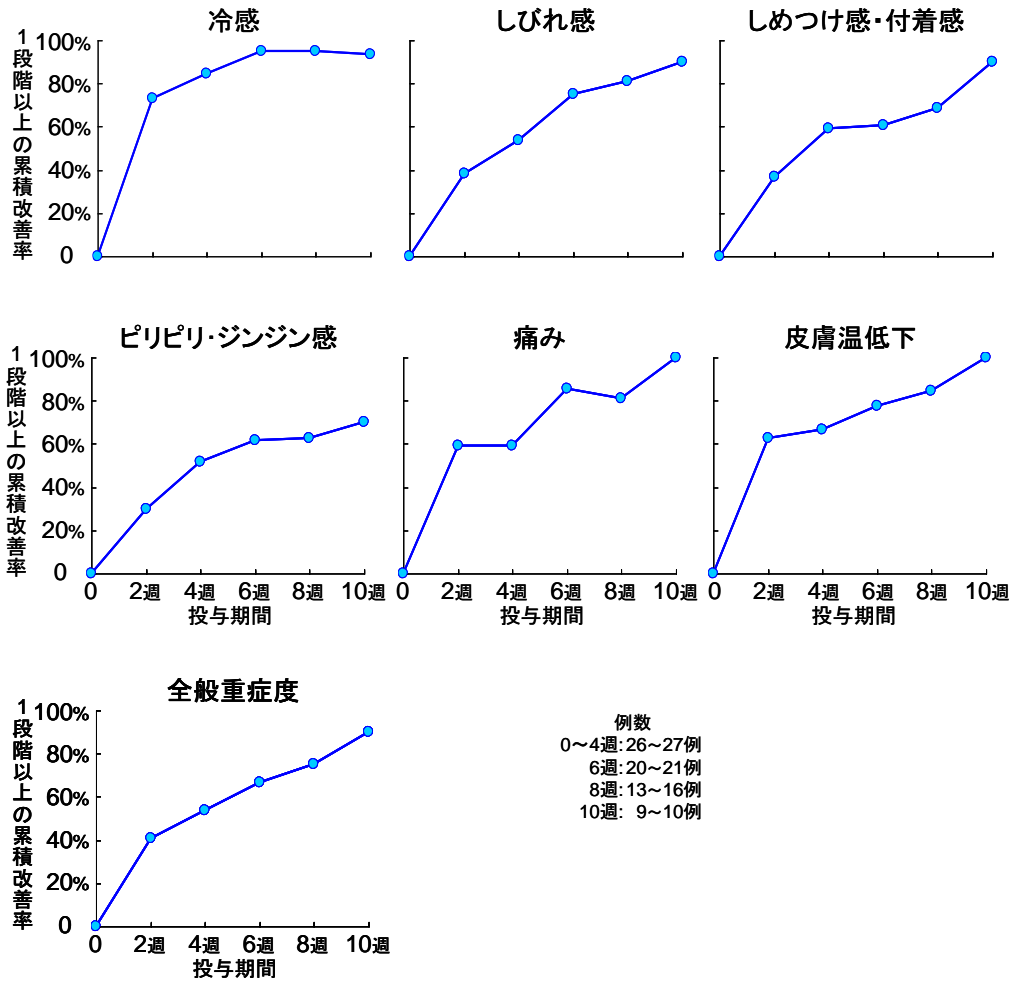 冷感
1段階以上の累積改善率
100%
80%
60%
40%
20%
0
しびれ感
しめつけ感・付着感
ピリピリ・ジンジン感
1段階以上の累積改善率
100%
80%
60%
40%
20%
0
0 2週 4週 6週 8週 10週
投与期間
痛み
0 2週 4週 6週 8週 10週
投与期間
皮膚温低下
0 2週 4週 6週 8週 10週
投与期間
全般重症度
1段階以上の累積改善率
100%
80%
60%
40%
20%
0
0 2週 4週 6週 8週 10週
投与期間
例数
0〜4週:26〜27例
6週:20〜21例
8週:13〜16例
10週: 9〜10例